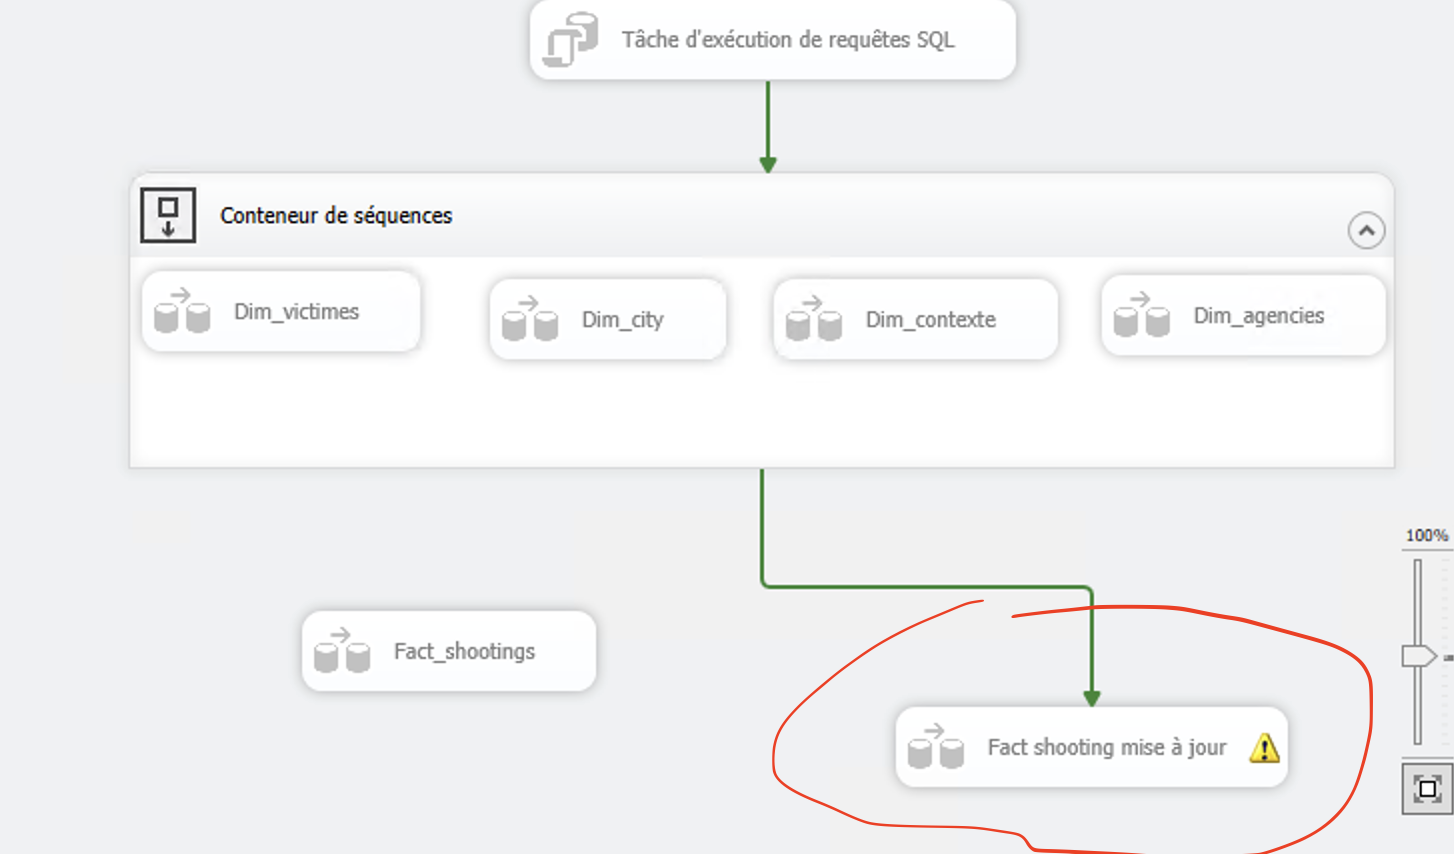 Tâche d'exécution de requêtes SQL
Conteneur de séquences
Dim_victimes
Dim_city
Dim_contexte
Dim_agencies
100%
Fact_shootings
Fact shooting mise à jour